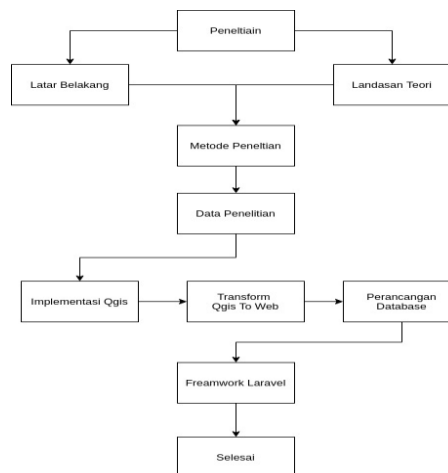 Peneltiain
Latar Belakang
Landasan Teori
Metode Peneltian
Data Penelitian
Implementasi Qgis
Transform
Qgis To Web
Perancangan
Database
Freamwork Laravel
Selesai